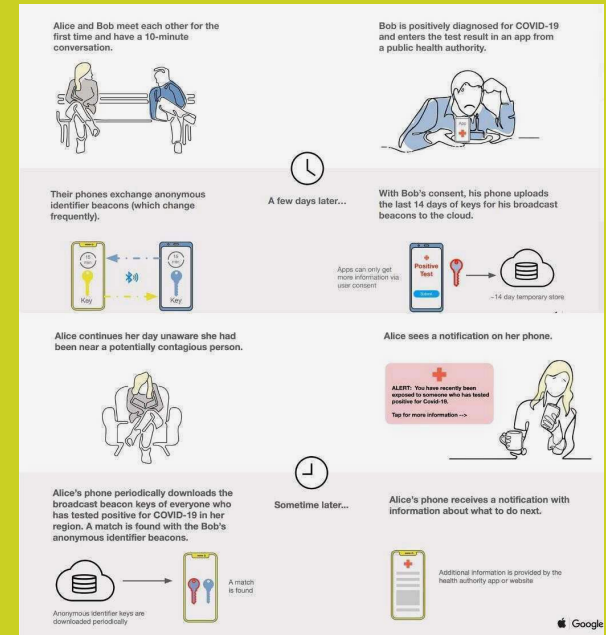 Alice and Bob meet each other for the
first time and have a 10-minute
conversation.
Bob is positively diagnosed for COVID-19
and enters the test result in an app from
a public health authority.
Their phones exchange anonymous
identifier beacons (which change
frequently).
A few days later...
With Bob's consent, his phone uploads
the last 14 days of keys for his broadcast
beacons to the cloud.
15
min
Key
15
min
Key
Apps can only get
more information via
user consent
Positive
Test
~14 day temporary store
Alice continues her day unaware she had
been near a potentially contagious person.
Alice sees a notification on her phone.
ALERT: You have recently been
exposed to someone who has tested
positive for Covid-19.
Tap for more information -->
Alice's phone periodically downloads the
broadcast beacon keys of everyone who
has tested positive for COVID-19 in her
region. A match is found with the Bob's
anonymous identifier beacons.
Sometime later...
Alice's phone receives a notification with
information about what to do next.
A match
is found
Anonymous identifier keys are
downloaded periodically
Additional information is provided by the
health authority app or website
Google